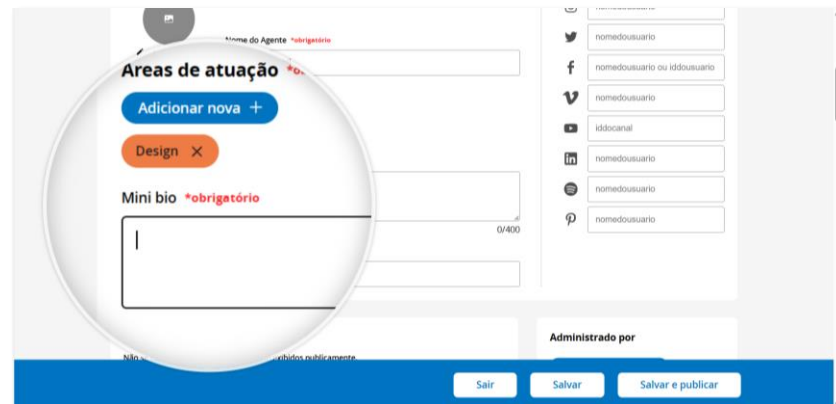 Nome do Agente *obrigatório
Areas de atuação
Adicionar nova +
Design ×
Mini bio *obrigatório
0/400
nomedousuario
nomedousuario ou iddousuario
nomedousuario
iddocanal
nomedousuario
nomedousuario
nomedousuario
Administrado por
publicamente.
Sair
Salvar
Salvar e publicar